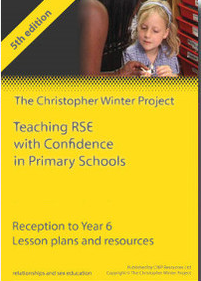 5th edition
The Christopher Winter Project
Teaching RSE
with Confidence
in Primary Schools
Reception to Year 6
Lesson plans and resources
Published by CWP Resources Ltd
relationships and sex education
Copyright © The Christopher Winter Project